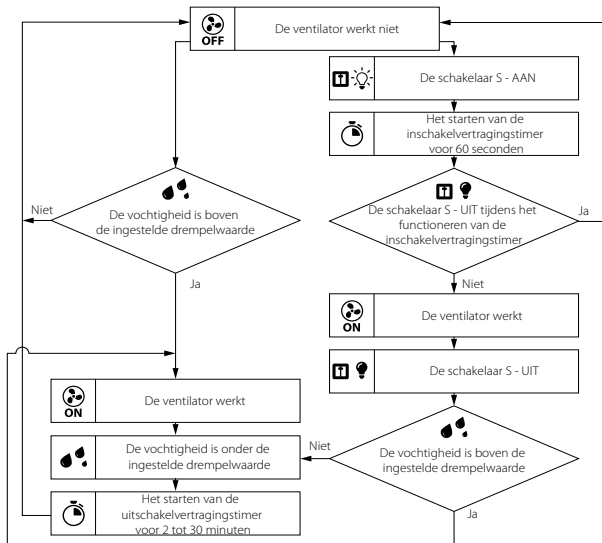 OFF
De ventilator werkt niet
De schakelaar S - AAN
Het starten van de
inschakelvertragingstimer
voor 60 seconden
Niet
De vochtigheid is boven
de ingestelde drempelwaarde
Ja
De schakelaar S - UIT tijdens het
functioneren van de
inschakelvertragingstimer
Ja
Niet
ON
De ventilator werkt
De schakelaar S - UIT
ON
De ventilator werkt
De vochtigheid is onder de
ingestelde drempelwaarde
Niet
De vochtigheid is boven de
ingestelde drempelwaarde
Ja
Het starten van de
uitschakelvertragingstimer
voor 2 tot 30 minuten